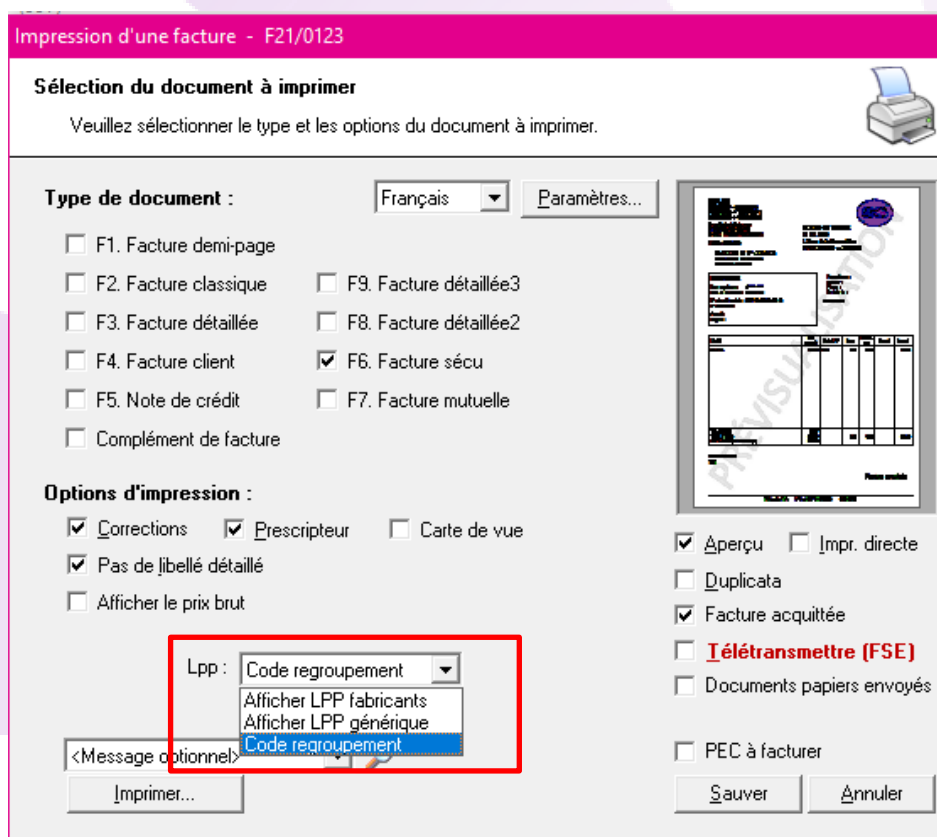 Impression d'une facture - F21/0123
Sélection du document à imprimer
Veuillez sélectionner le type et les options du document à imprimer.
Type de document :
Français
Paramètres...
F1. Facture demi-page
F2. Facture classique
F9. Facture détaillée3
F3. Facture détaillée
F8. Facture détaillée2
F4. Facture client
F6. Facture sécu
F5. Note de crédit
F7. Facture mutuelle
Complément de facture
PRÉVISUALISATION
Options d'impression :
Corrections
Prescripteur
Carte de vue
Pas de libellé détaillé
Afficher le prix brut
Aperçu
Impr. directe
Duplicata
Facture acquittée
Télétransmettre (FSE)
Documents papiers envoyés
Lpp :
Code regroupement
Afficher LPP fabricants
Afficher LPP générique
Code regroupement
<Message optionnel>
PEC à facturer
Imprimer...
Sauver
Annuler